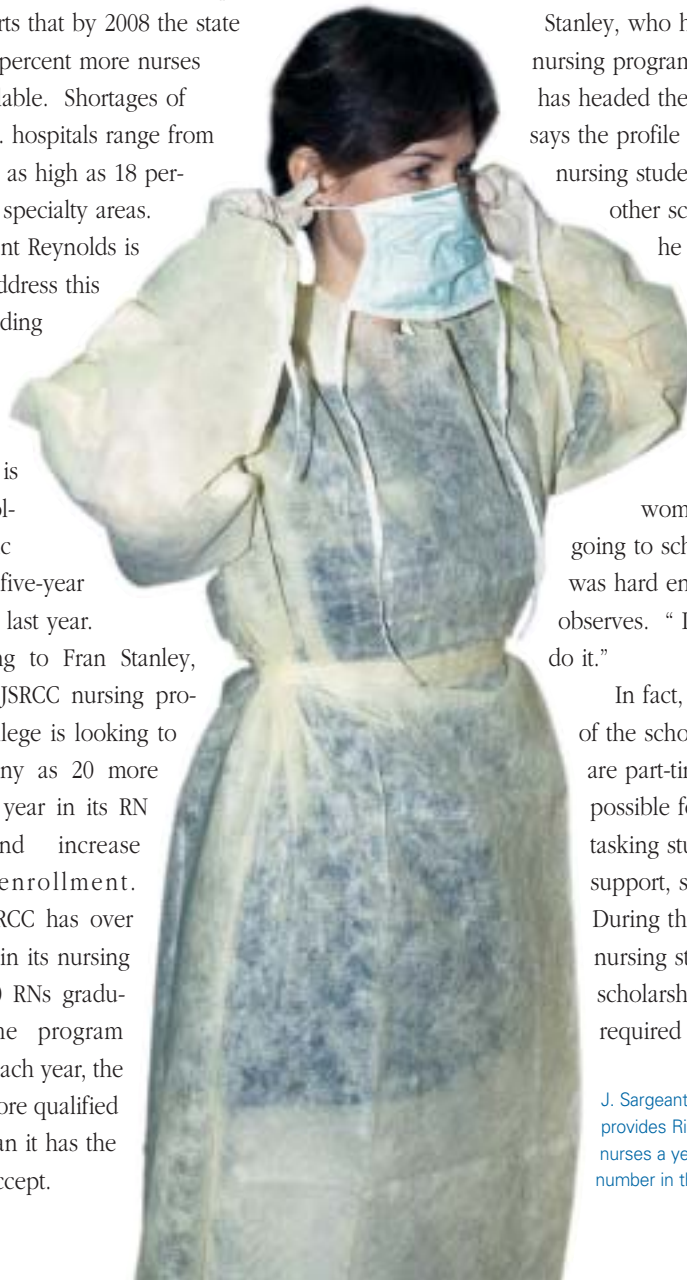 rts that by 2008 the state
percent more nurses
lable. Shortages of
. hospitals range from
as high as 18 per-
specialty areas.
nt Reynolds is
ddress this
ding
is
ol-
c
five-year
last year.
ng to Fran Stanley,
JSRCC nursing pro-
llege is looking to
ny as 20 more
year in its RN
nd increase
enrollment.
RCC has over
in its nursing
0 RNs gradu-
ne program
ach year, the
ore qualified
an it has the
ccept.
Stanley, who h
nursing program
has headed the
says the profile
nursing stude
other sc
he
wom
going to sch
was hard en
observes. “ I
do it.”
In fact,
of the scho
are part-tin
possible fo
tasking stu
support, s
During th
nursing st
scholarsh
required
J. Sargeant
provides Ri
nurses a ye
number in th